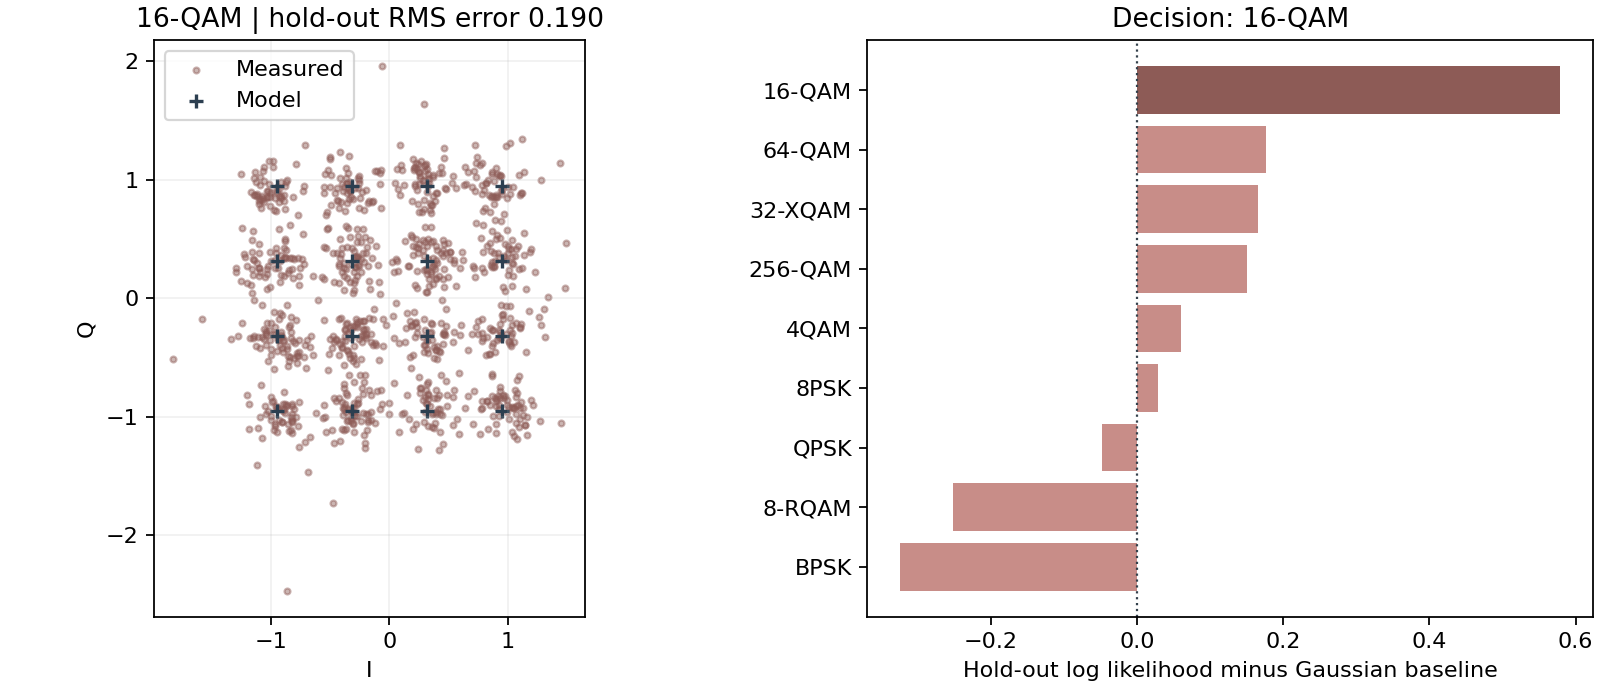 16-QAM | hold-out RMS error 0.190
Measured
Model
2
1
0
−1
−2
Q
−1
0
1
I
Decision: 16-QAM
16-QAM
64-QAM
32-XQAM
256-QAM
4QAM
8PSK
QPSK
8-RQAM
BPSK
−0.2
0.0
0.2
0.4
0.6
Hold-out log likelihood minus Gaussian baseline